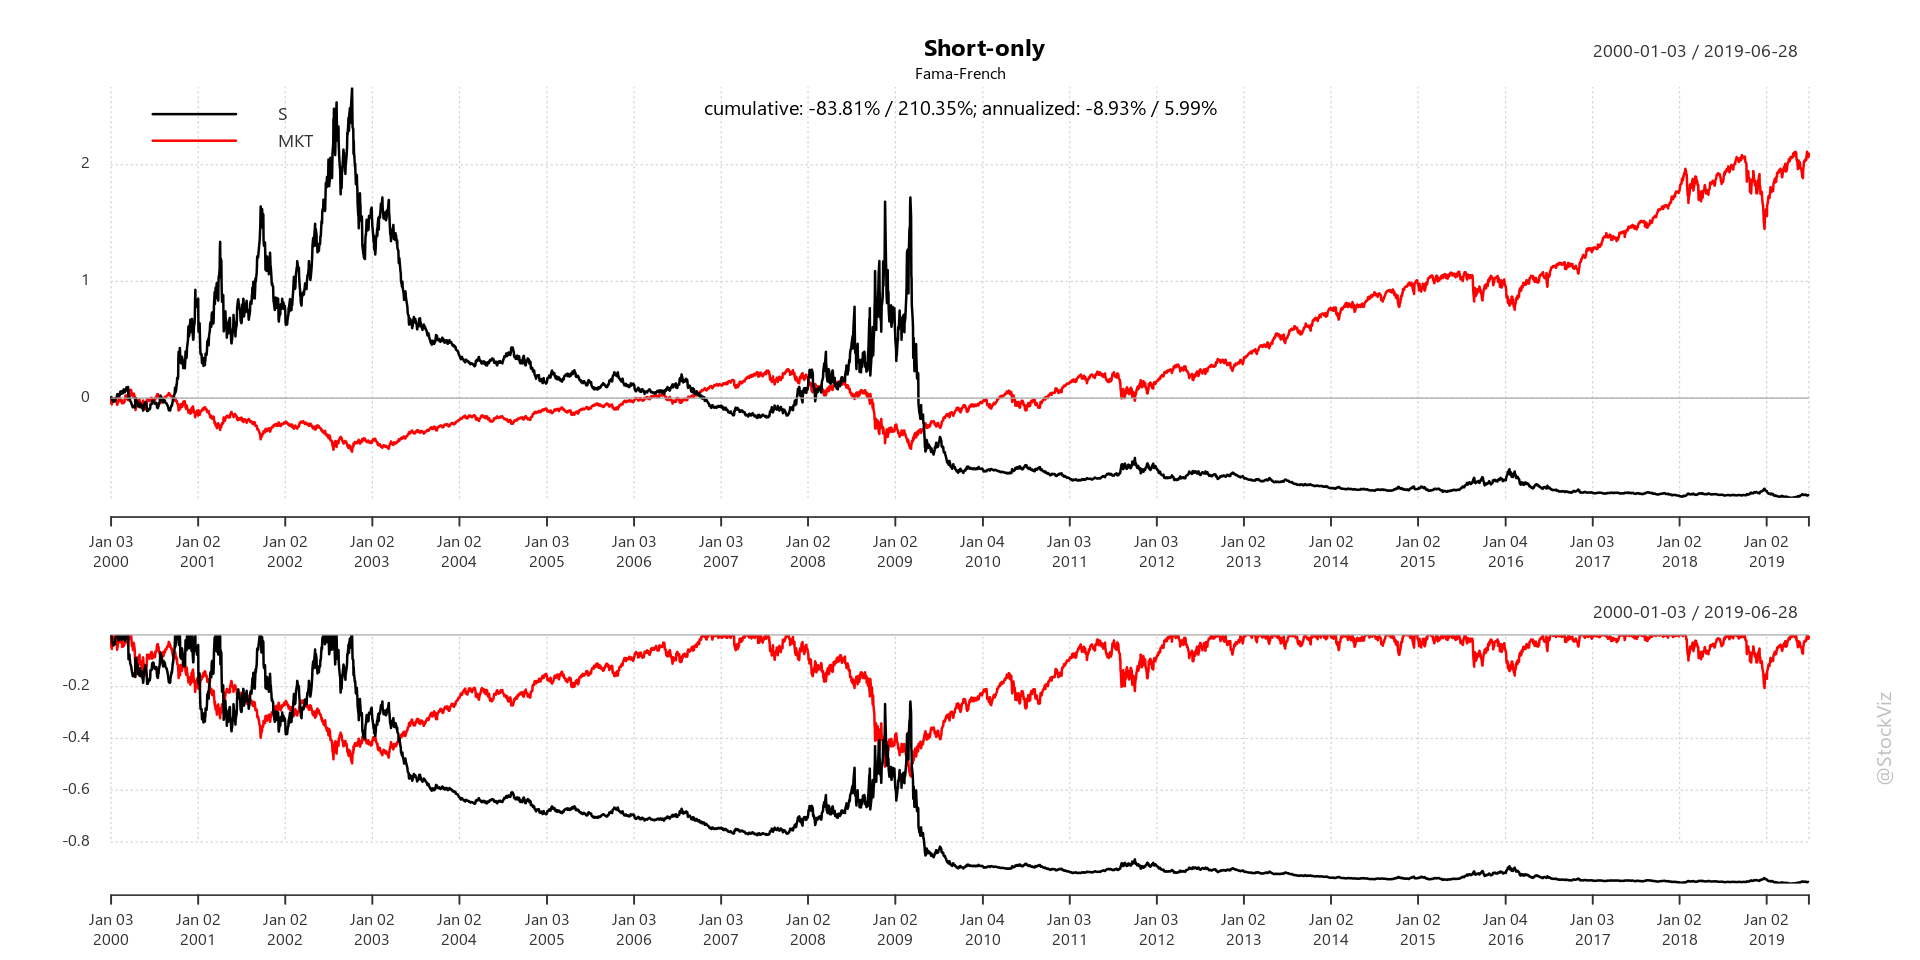 Short-only
2000-01-03 / 2019-06-28
Fama-French
cumulative: -83.81% / 210.35%; annualized: -8.93% / 5.99%
S
MKT
2
1
0
Jan 03 Jan 02 Jan 02 Jan 02 Jan 02 Jan 03 Jan 03 Jan 03 Jan 02 Jan 02 Jan 04 Jan 03 Jan 03 Jan 02 Jan 02 Jan 02 Jan 04 Jan 03 Jan 02 Jan 02
2000 2001 2002 2003 2004 2005 2006 2007 2008 2009 2010 2011 2012 2013 2014 2015 2016 2017 2018 2019
2000-01-03 / 2019-06-28
-0.2
-0.4
-0.6
-0.8
Jan 03 Jan 02 Jan 02 Jan 02 Jan 02 Jan 03 Jan 03 Jan 03 Jan 02 Jan 02 Jan 04 Jan 03 Jan 03 Jan 02 Jan 02 Jan 02 Jan 04 Jan 03 Jan 02 Jan 02
2000 2001 2002 2003 2004 2005 2006 2007 2008 2009 2010 2011 2012 2013 2014 2015 2016 2017 2018 2019
@StockViz